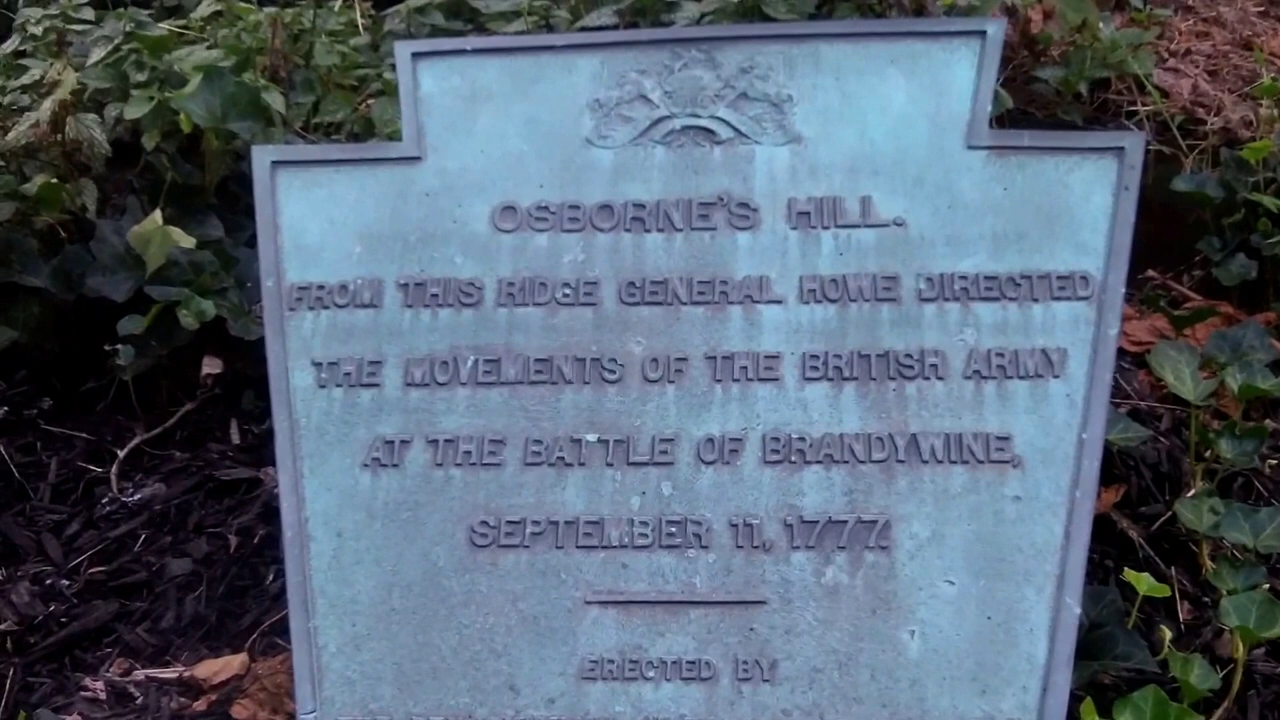 OSBORNE'S HILL.
FROM THIS RIDGE GENERAL HOWE DIRECTED
THE MOVEMENTS OF THE BRITISH ARMY
AT THE BATTLE OF BRANDYWINE,
SEPTEMBER 11, 1777.
ERECTED BY